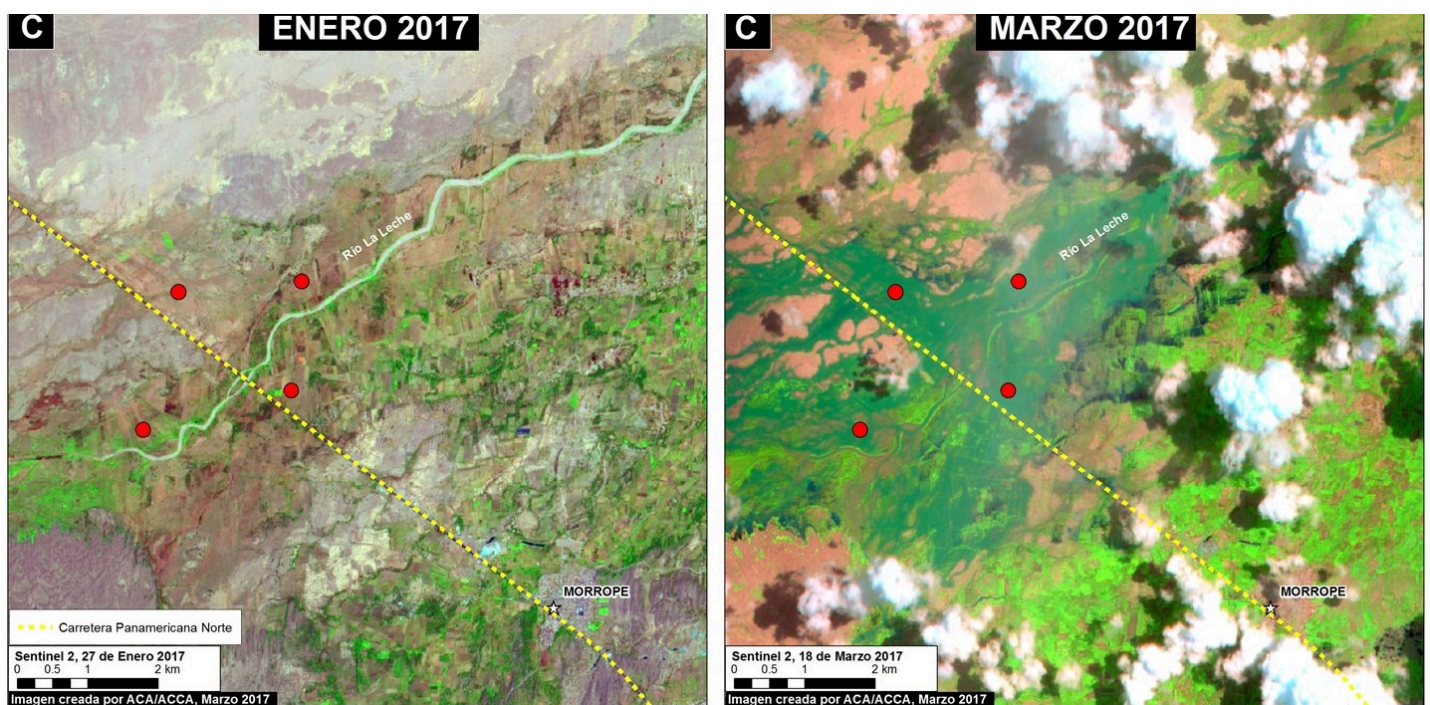 C
ENERO 2017
Río La Leche
MORROPE
Carretera Panamericana Norte
Sentinel 2, 27 de Enero 2017
0 0.5 1 2 km
Imagen creada por ACA/ACCA, Marzo 2017
C
MARZO 2017
Río La Leche
MORROPE
Sentinel 2, 18 de Marzo 2017
0 0.5 1 2 km
Imagen creada por ACA/ACCA, Marzo 2017